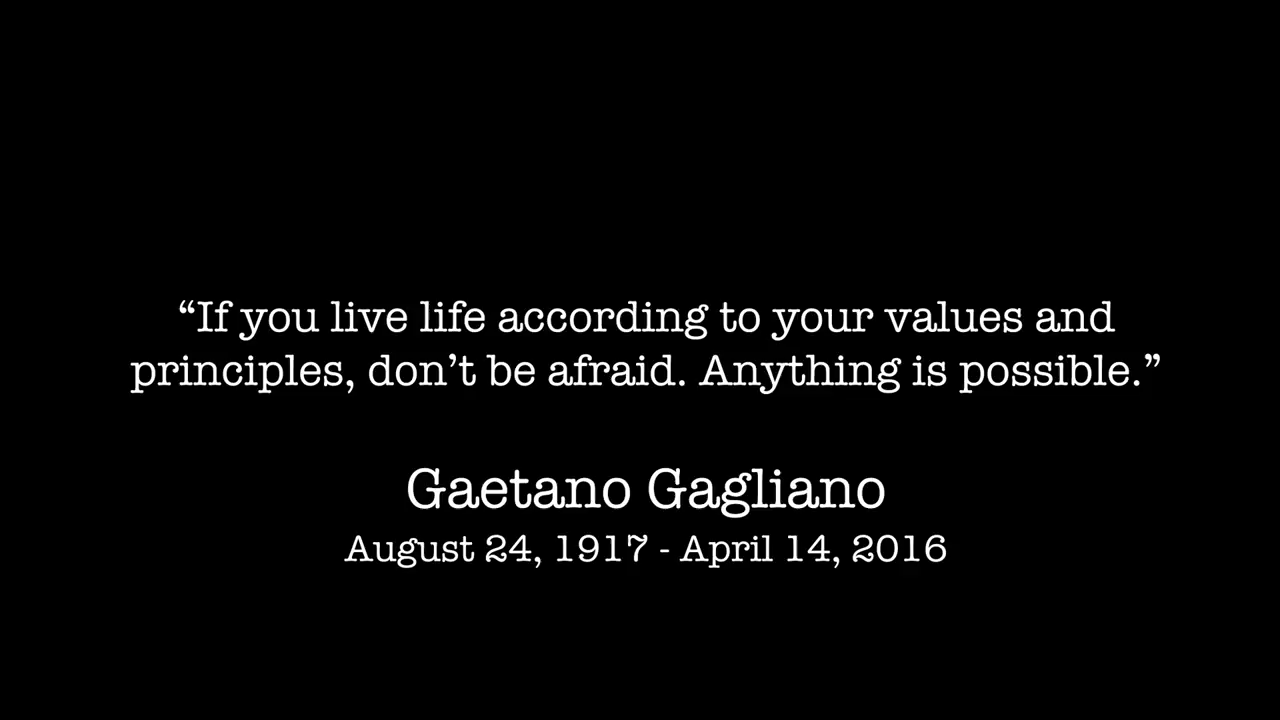 “If you live life according to your values and
principles, don’t be afraid. Anything is possible.”
Gaetano Gagliano
August 24, 1917 - April 14, 2016